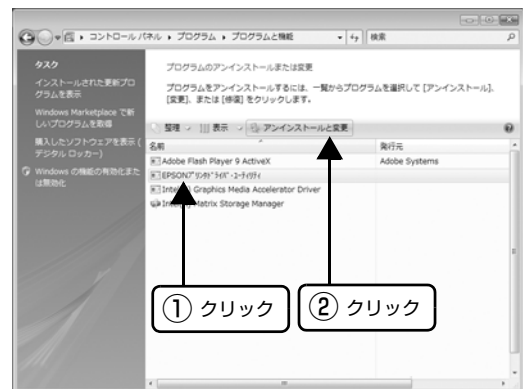 コントロール パネル ▸ プログラム ▸ プログラムと機能
検索
タスク
インストールされた更新プログラムを表示
Windows Marketplace で新しいプログラムを取得
購入したソフトウェアを表示 (デジタル ロッカー)
Windows の機能の有効化または無効化
プログラムのアンインストールまたは変更
プログラムをアンインストールするには、一覧からプログラムを選択して [アンインストール]、
[変更]、または [修復] をクリックします。
整理
表示
アンインストールと変更
名前
発行元
Adobe Flash Player 9 ActiveX
Adobe Systems
EPSONプリンタドライバ・ユーティリティ
Graphics Media Accelerator Driver
Matrix Storage Manager
① クリック
② クリック